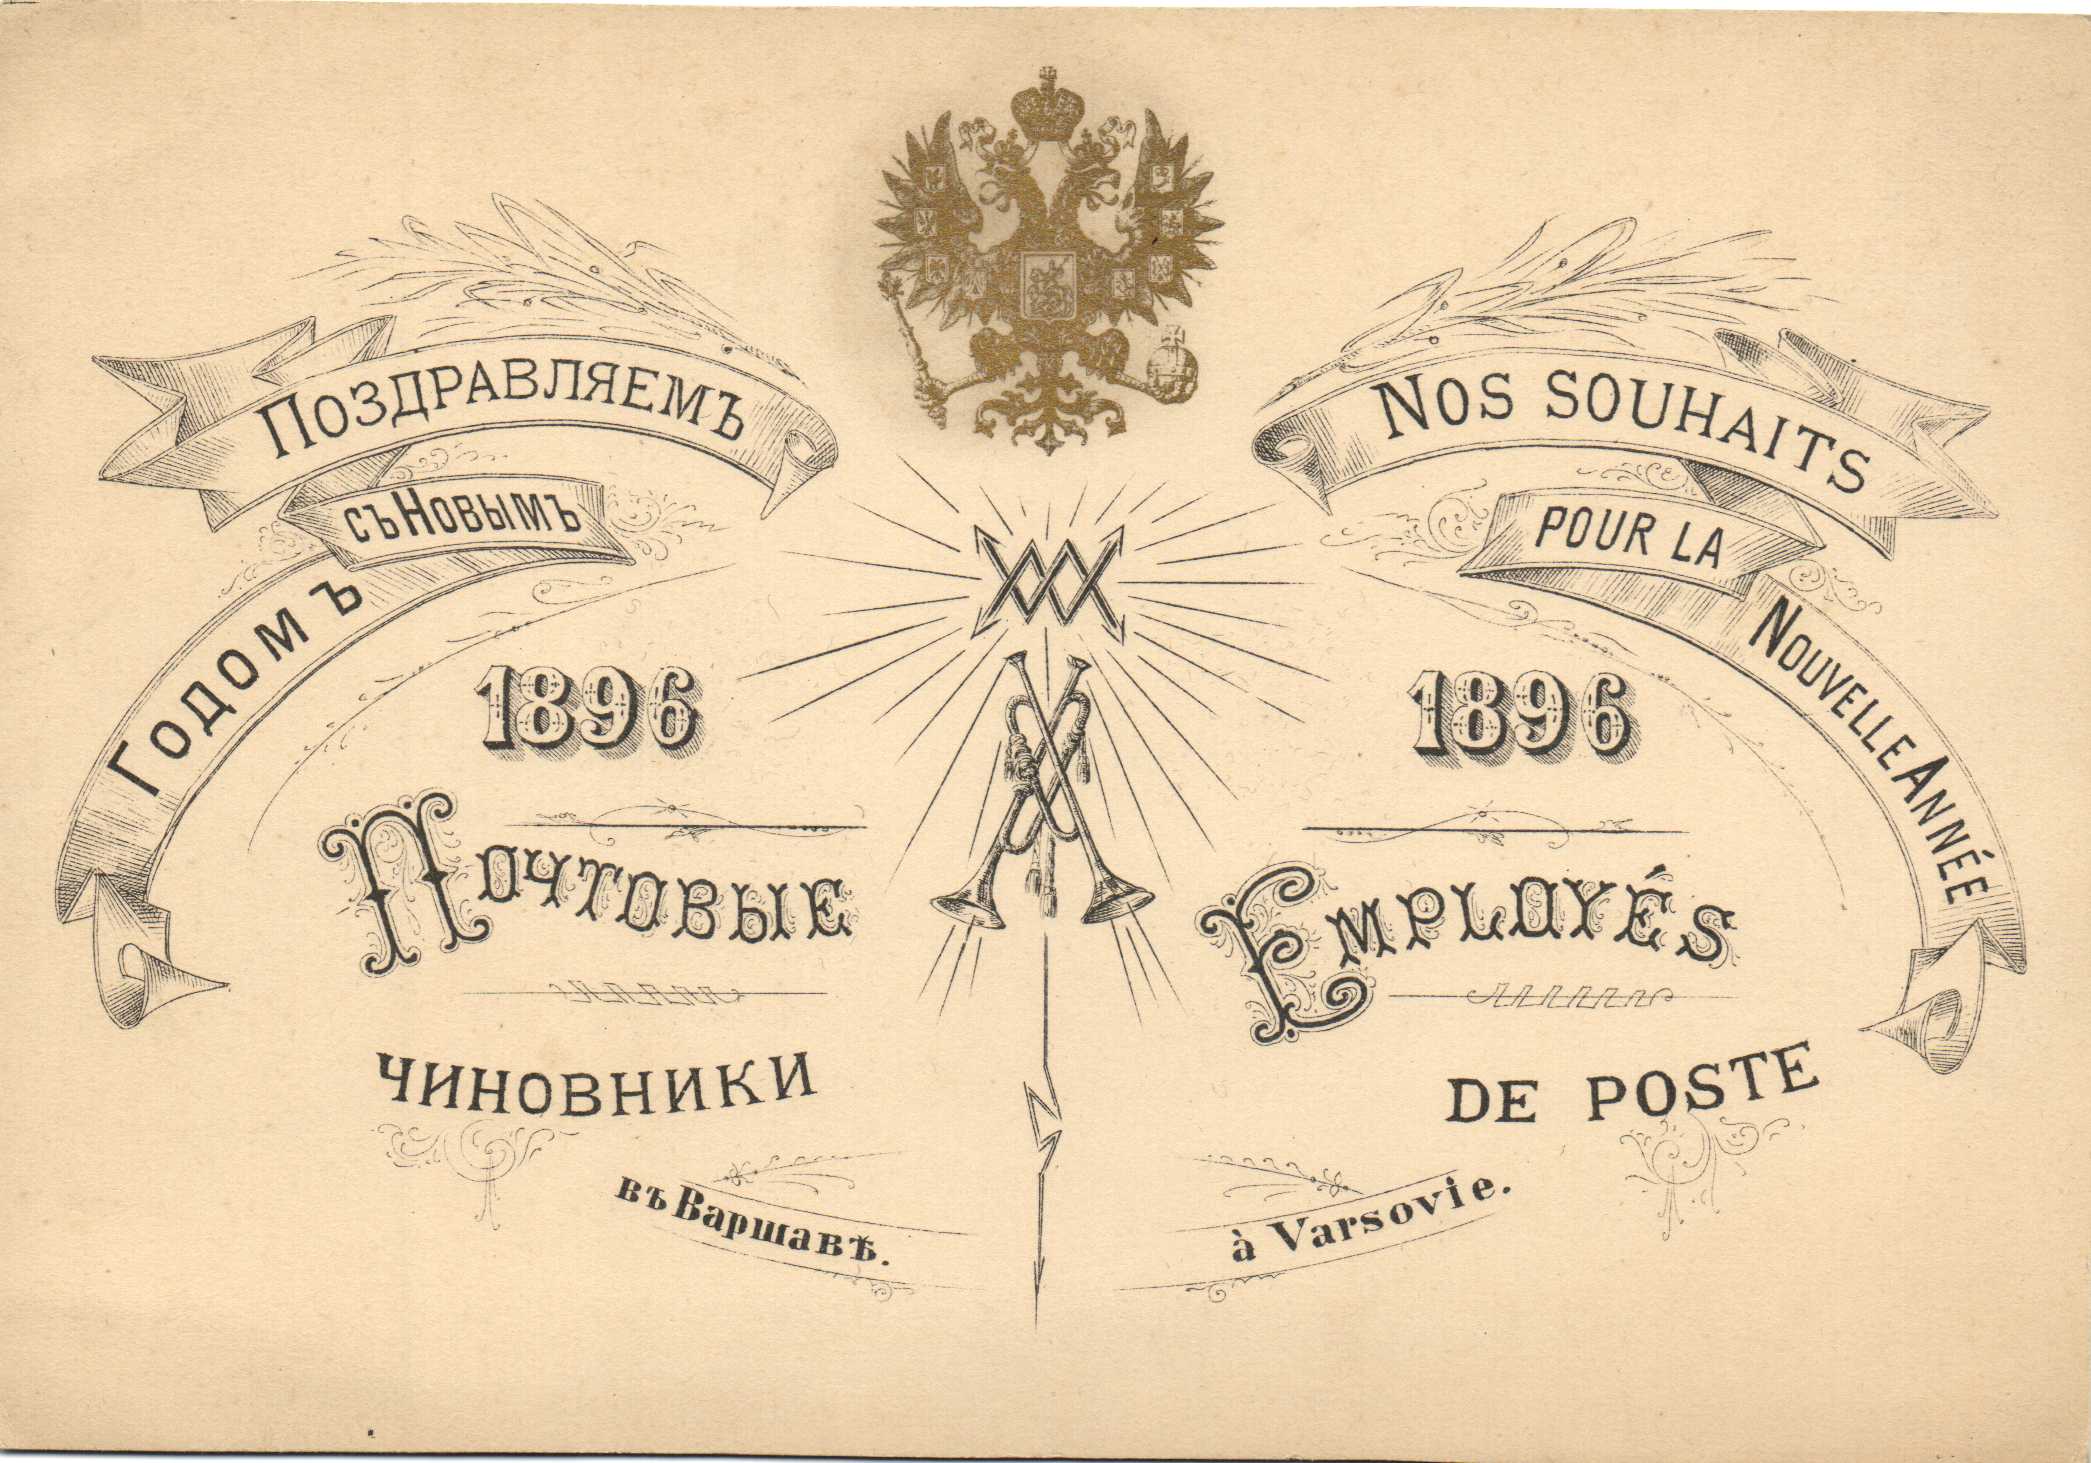 Поздравляемъ
съ Новымъ
Годомъ
1896
Почтовые
чиновники
въ Варшавѣ.
Nos souhaits
pour la
Nouvelle Année
1896
Employés
de poste
à Varsovie.